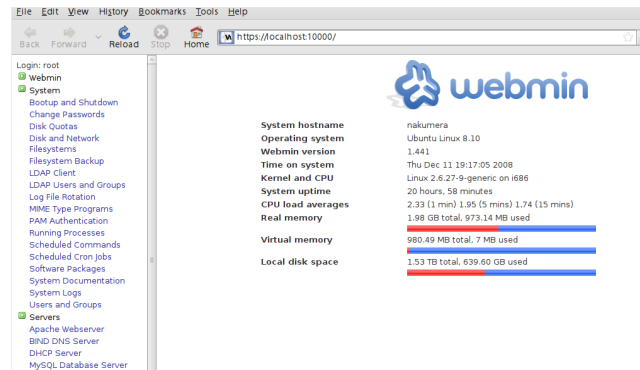 File Edit View History Bookmarks Tools Help
Back Forward Reload Stop Home https://localhost:10000/
Login: root
Webmin
System
Bootup and Shutdown
Change Passwords
Disk Quotas
Disk and Network
Filesystems
Filesystem Backup
LDAP Client
LDAP Users and Groups
Log File Rotation
MIME Type Programs
PAM Authentication
Running Processes
Scheduled Commands
Scheduled Cron Jobs
Software Packages
System Documentation
System Logs
Users and Groups
Servers
Apache Webserver
BIND DNS Server
DHCP Server
MySQL Database Server
webmin
System hostname nakumera
Operating system Ubuntu Linux 8.10
Webmin version 1.441
Time on system Thu Dec 11 19:17:05 2008
Kernel and CPU Linux 2.6.27-9-generic on i686
System uptime 20 hours, 58 minutes
CPU load averages 2.33 (1 min) 1.95 (5 mins) 1.74 (15 mins)
Real memory 1.98 GB total, 973.14 MB used
Virtual memory 980.49 MB total, 7 MB used
Local disk space 1.53 TB total, 639.60 GB used